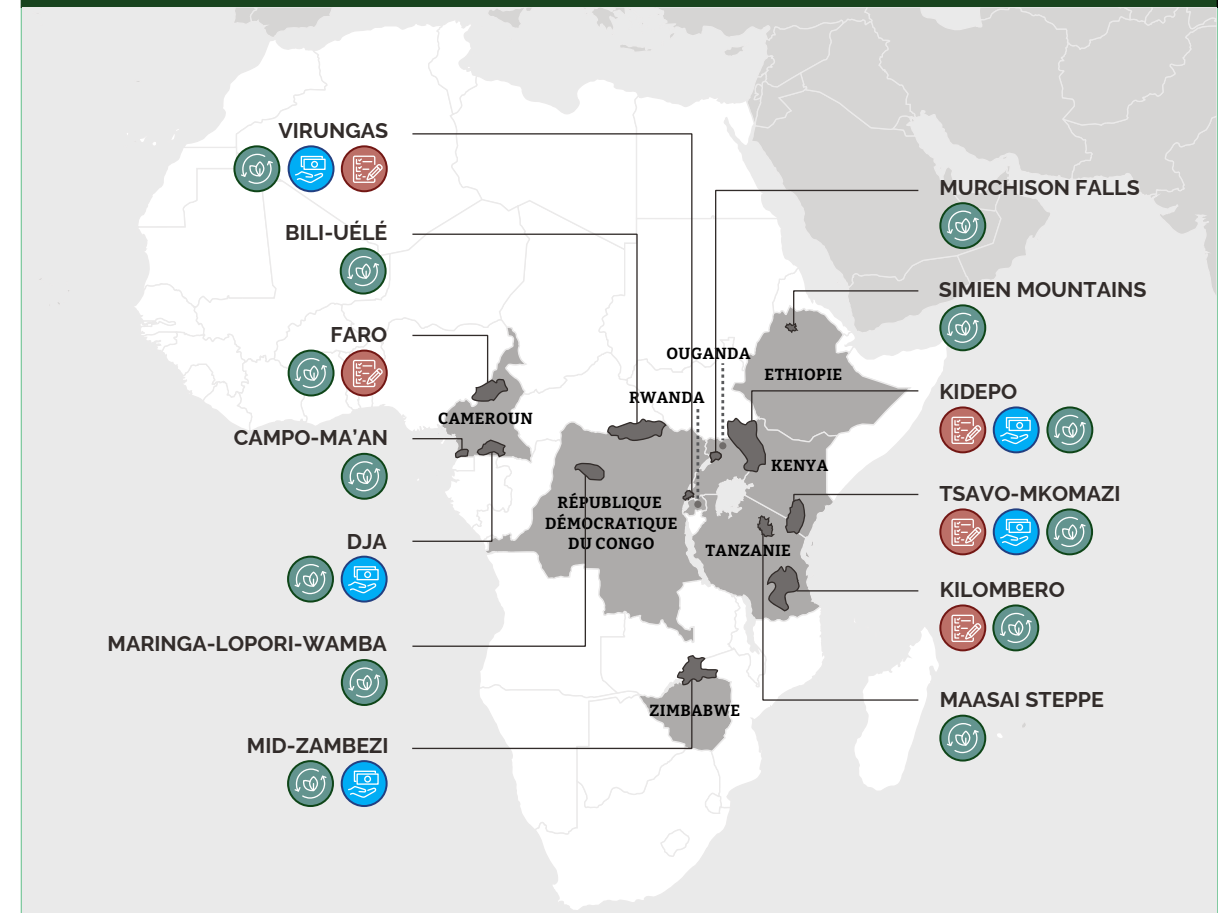 VIRUNGAS
BILI-UÉLÉ
FARO
CAMPO-MA’AN
DJA
MARINGA-LOPORI-WAMBA
MID-ZAMBEZI
OUGANDA
RWANDA
ETHIOPIE
CAMEROUN
KENYA
RÉPUBLIQUE
DÉMOCRATIQUE
DU CONGO
TANZANIE
ZIMBABWE
MURCHISON FALLS
SIMIEN MOUNTAINS
KIDEPO
TSAVO-MKOMAZI
KILOMBERO
MAASAI STEPPE